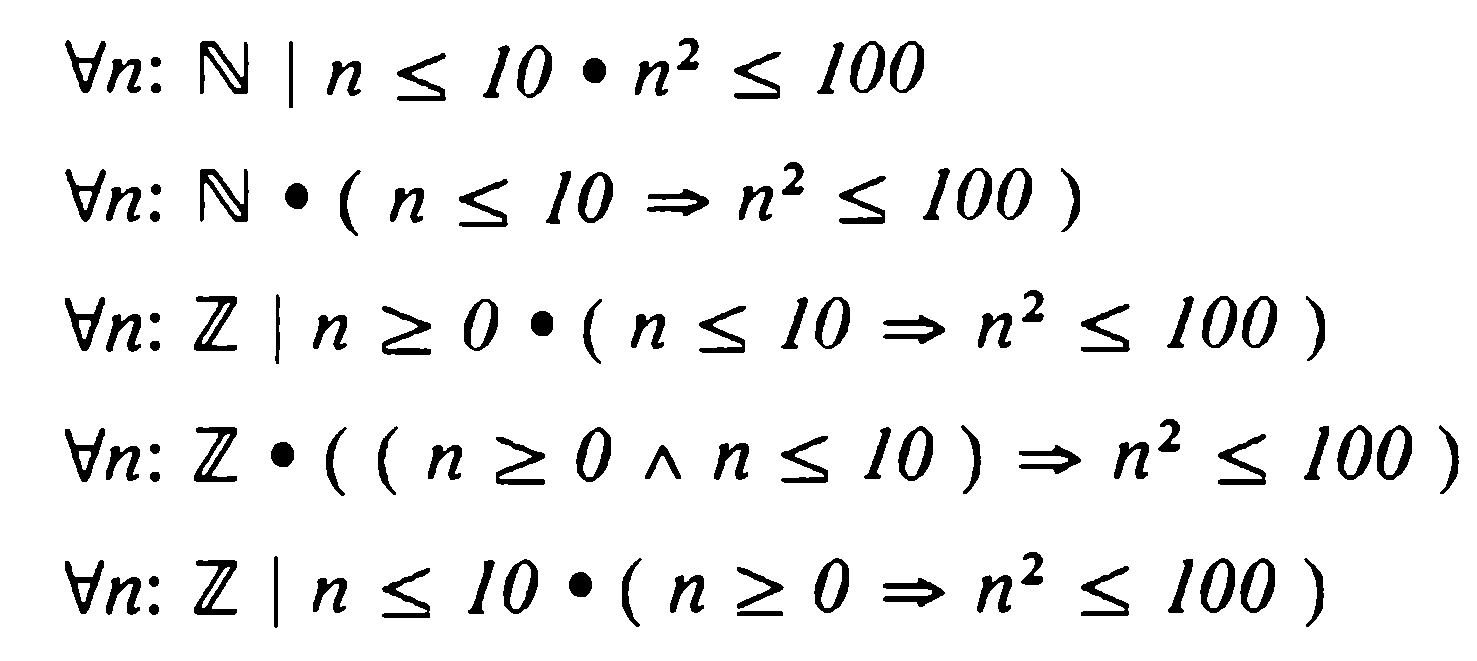 ∀n: ℕ | n ≤ 10 • n² ≤ 100
∀n: ℕ • ( n ≤ 10 ⇒ n² ≤ 100 )
∀n: ℤ | n ≥ 0 • ( n ≤ 10 ⇒ n² ≤ 100 )
∀n: ℤ • ( ( n ≥ 0 ∧ n ≤ 10 ) ⇒ n² ≤ 100 )
∀n: ℤ | n ≤ 10 • ( n ≥ 0 ⇒ n² ≤ 100 )